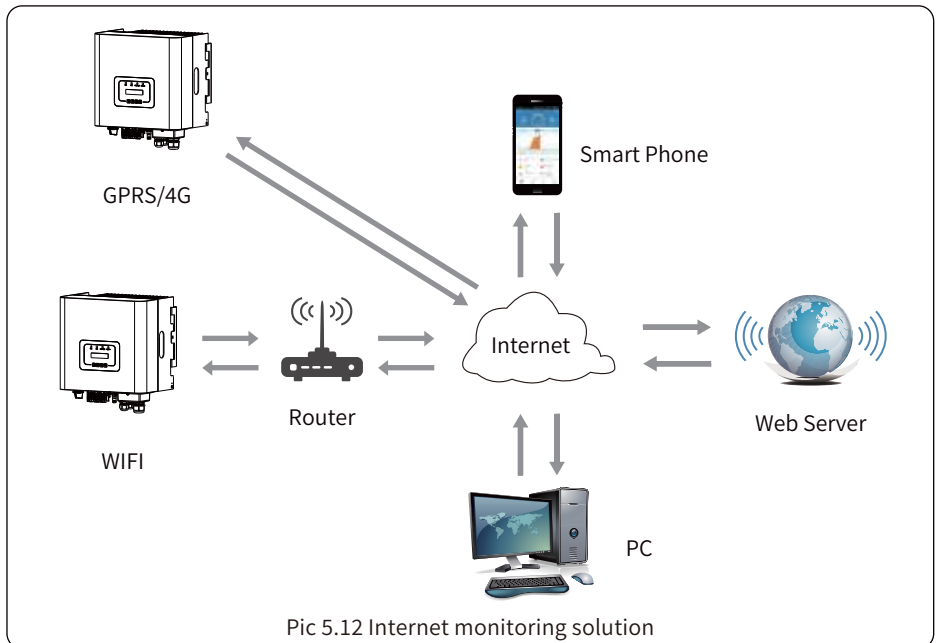 Smart Phone
GPRS/4G
Internet
Router
Web Server
WIFI
PC
Pic 5.12 Internet monitoring solution